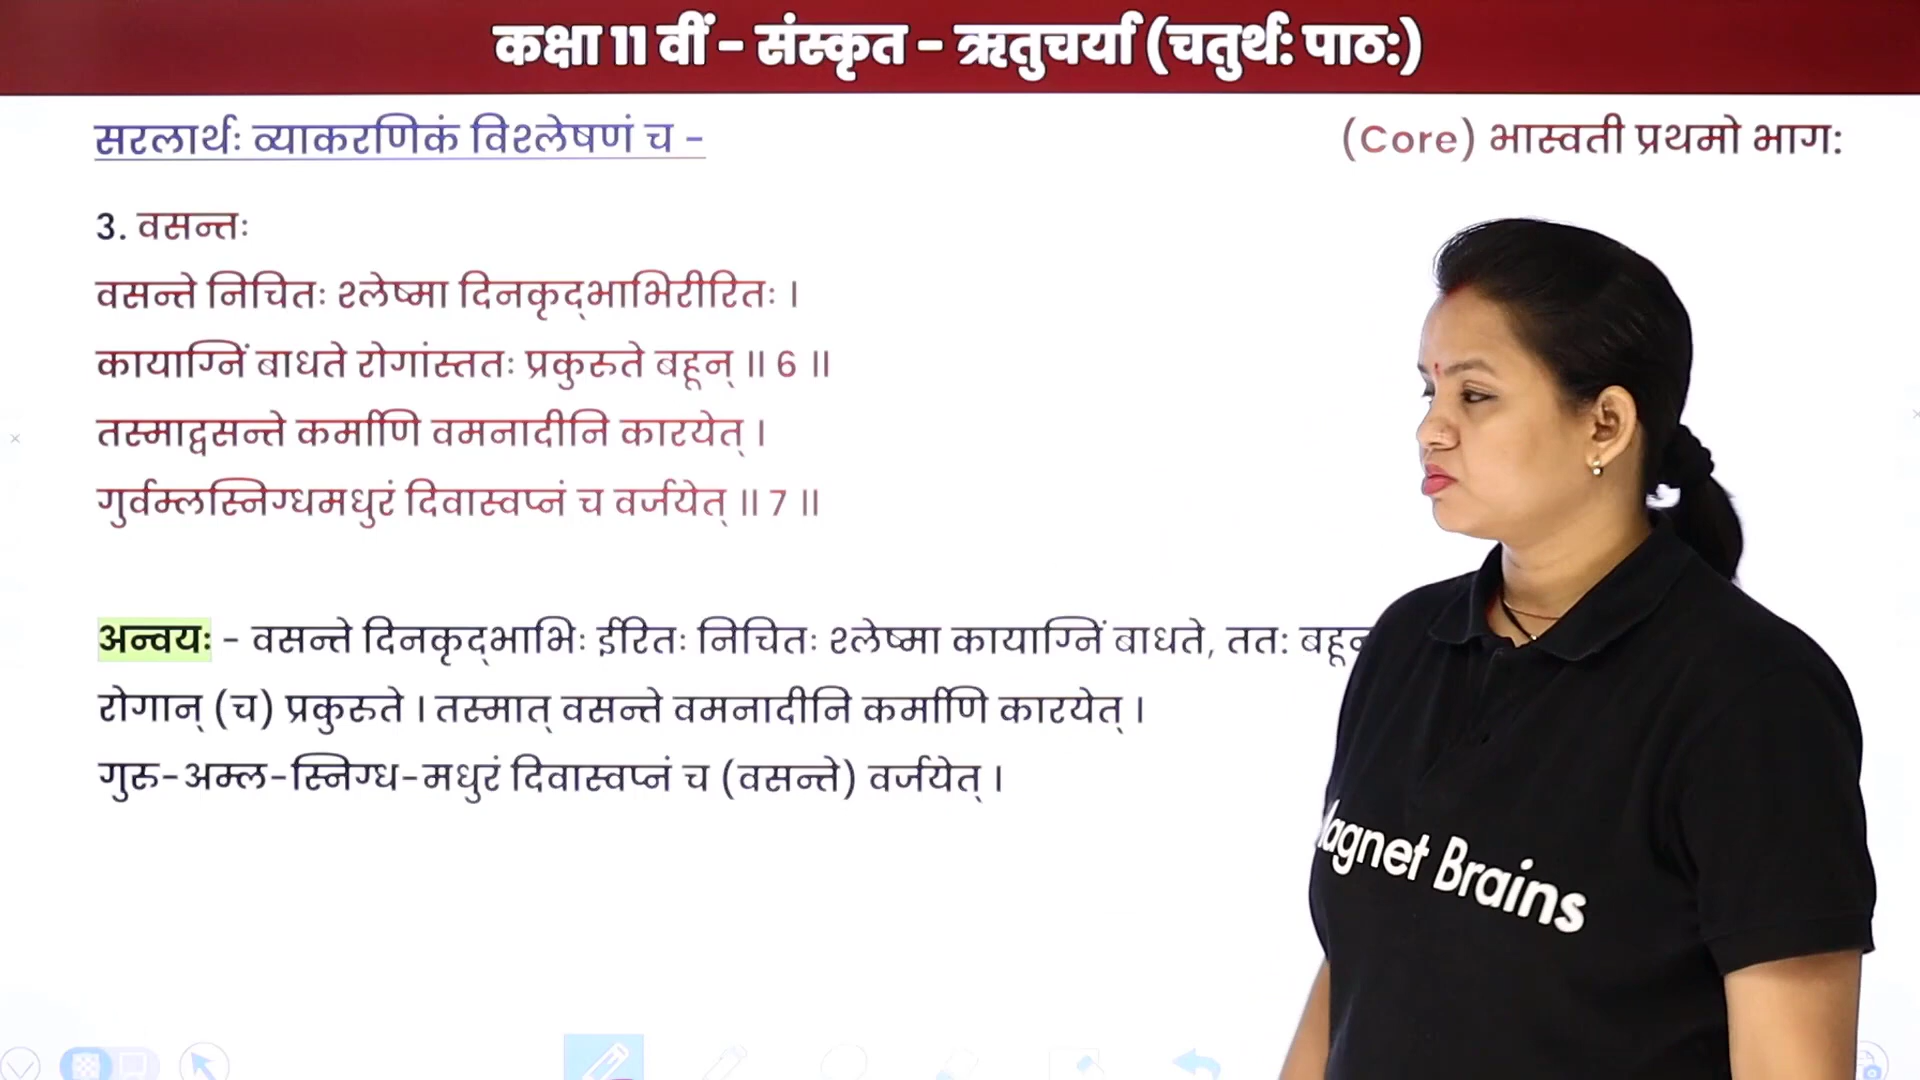 कक्षा 11 वीं - संस्कृत - ऋतुचर्या (चतुर्थ: पाठ:)
सरलार्थः व्याकरणिकं विश्लेषणं च -
(Core) भास्वती प्रथमो भाग:
3. वसन्तः
वसन्ते निचितः श्लेष्मा दिनकृद्भाभिरीरितः ।
कायाग्निं बाधते रोगांस्ततः प्रकुरुते बहून् ॥ 6 ॥
तस्माद्वसन्ते कर्माणि वमनादीनि कारयेत् ।
गुर्वम्लस्निग्धमधुरं दिवास्वप्नं च वर्जयेत् ॥ 7 ॥
अन्वयः - वसन्ते दिनकृद्भाभिः ईरितः निचितः श्लेष्मा कायाग्निं बाधते, तत:
रोगान् (च) प्रकुरुते । तस्मात् वसन्ते वमनादीनि कर्माणि कारयेत् ।
गुरु-अम्ल-स्निग्ध-मधुरं दिवास्वप्नं च (वसन्ते) वर्जयेत् ।
Brains